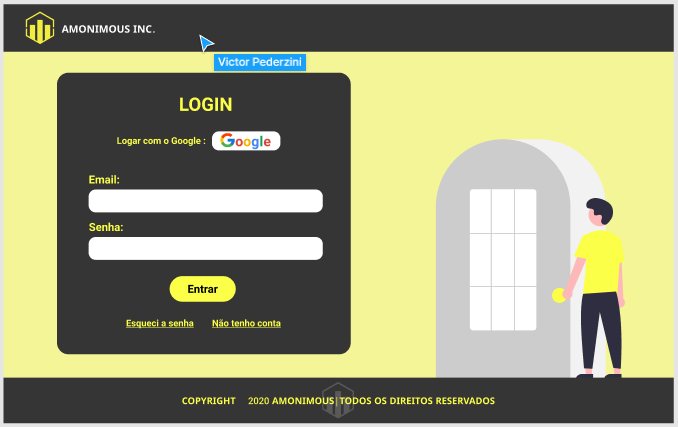 AMONIMOUS INC.
Victor Pederzini
LOGIN
Logar com o Google : Google
Email:
Senha:
Entrar
Esqueci a senha Não tenho conta
COPYRIGHT 2020 AMONIMOUS|TODOS OS DIREITOS RESERVADOS